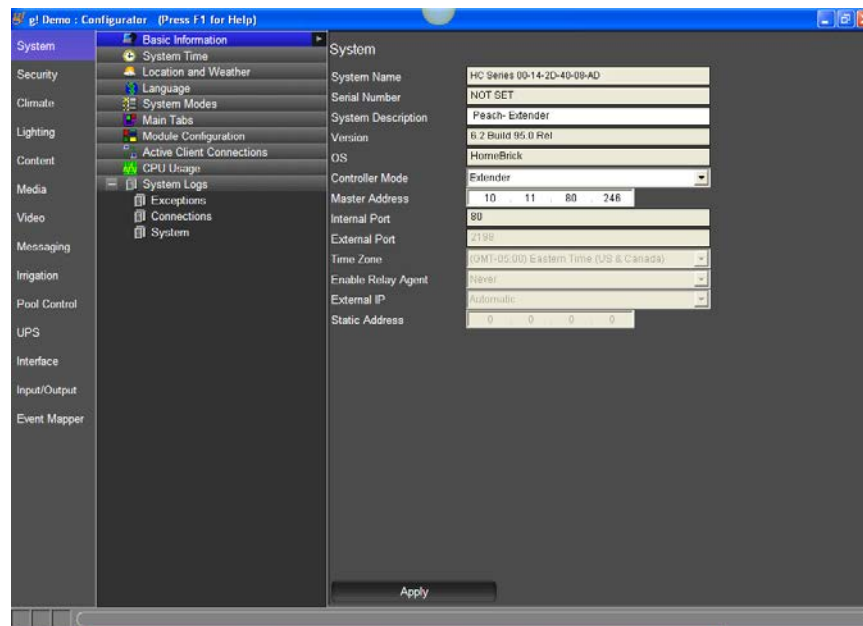 g! Demo : Configurator (Press F1 for Help)
System
Security
Climate
Lighting
Content
Media
Video
Messaging
Irrigation
Pool Control
UPS
Interface
Input/Output
Event Mapper
Basic Information
System Time
Location and Weather
Language
System Modes
Main Tabs
Module Configuration
Active Client Connections
CPU Usage
System Logs
Exceptions
Connections
System
System
System Name HC Series 00-14-2D-40-08-AD
Serial Number NOT SET
System Description Peach- Extender
Version 6.2 Build 95.0 Rel
OS HomeBrick
Controller Mode Extender
Master Address 10 . 11 . 80 . 246
Internal Port 80
External Port 2198
Time Zone (GMT-05:00) Eastern Time (US & Canada)
Enable Relay Agent Never
External IP Automatic
Static Address 0 . 0 . 0 . 0
Apply